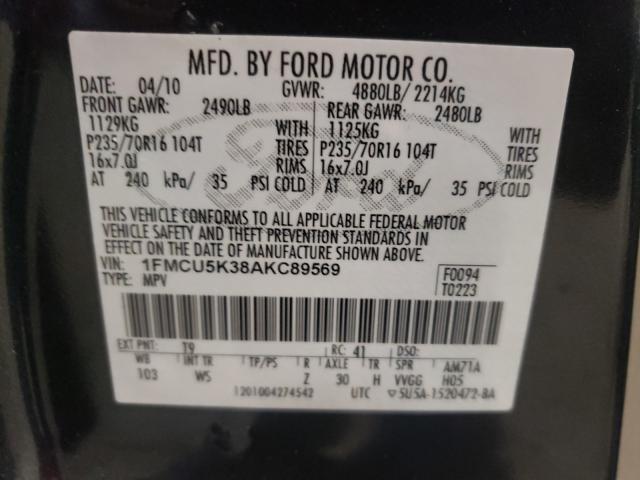 MFD. BY FORD MOTOR CO.
DATE: 04/10 GVWR: 4880LB/ 2214KG
FRONT GAWR: 2490LB REAR GAWR: 2480LB
1129KG WITH 1125KG WITH
P235/70R16 104T TIRES P235/70R16 104T TIRES
16x7.0J RIMS 16x7.0J RIMS
AT 240 kPa/ 35 PSI COLD AT 240 kPa/ 35 PSI COLD
THIS VEHICLE CONFORMS TO ALL APPLICABLE FEDERAL MOTOR
VEHICLE SAFETY AND THEFT PREVENTION STANDARDS IN
EFFECT ON THE DATE OF MANUFACTURE SHOWN ABOVE.
VIN: 1FMCU5K38AKC89569 F0094
TYPE: MPV T0223
EXT PNT: T9 RC: 41 DSO:
WB INT TR TP/PS R AXLE TR SPR AM71A
103 WS Z 30 H VVGG H05
1201004274542 UTC ▽5U5A-1520472-BA